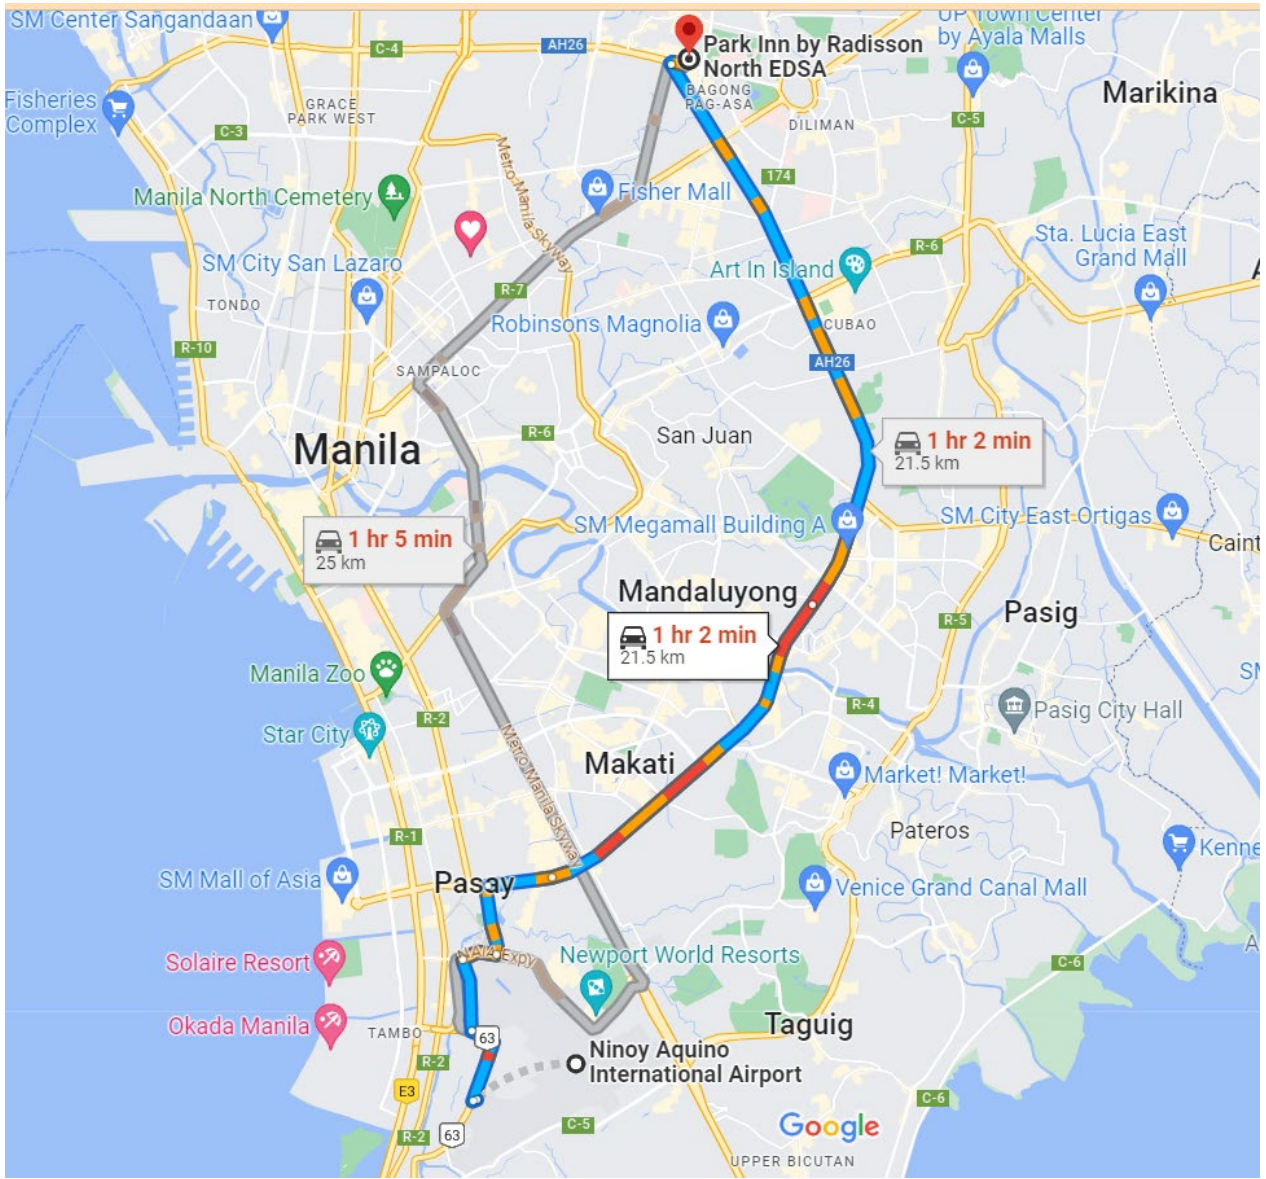 SM Center Sangandaan
C-4
AH26
Park Inn by Radisson
North EDSA
UP Town Center
by Ayala Malls
Fisheries
Complex
GRACE
PARK WEST
BAGONG
PAG-ASA
Marikina
C-3
DILIMAN
C-5
Metro Manila Skyway
174
Manila North Cemetery
Fisher Mall
Sta. Lucia East
Grand Mall
R-6
SM City San Lazaro
Art In Island
R-7
TONDO
Robinsons Magnolia
CUBAO
R-10
SAMPALOC
AH26
Manila
R-6
San Juan
1 hr 2 min
21.5 km
SM Megamall Building A
SM City East Ortigas
1 hr 5 min
25 km
Caint
Mandaluyong
Pasig
R-5
1 hr 2 min
21.5 km
Manila Zoo
SM
R-2
R-4
Pasig City Hall
Star City
Metro Manila Skyway
Makati
Market! Market!
R-1
Pateros
Kenne
SM Mall of Asia
Pasay
Venice Grand Canal Mall
NAIA Expy
Newport World Resorts
Solaire Resort
C-6
A
Okada Manila
TAMBO
63
Taguig
R-2
Ninoy Aquino
International Airport
E3
C-6
C-5
R-2
63
Google
UPPER BICUTAN